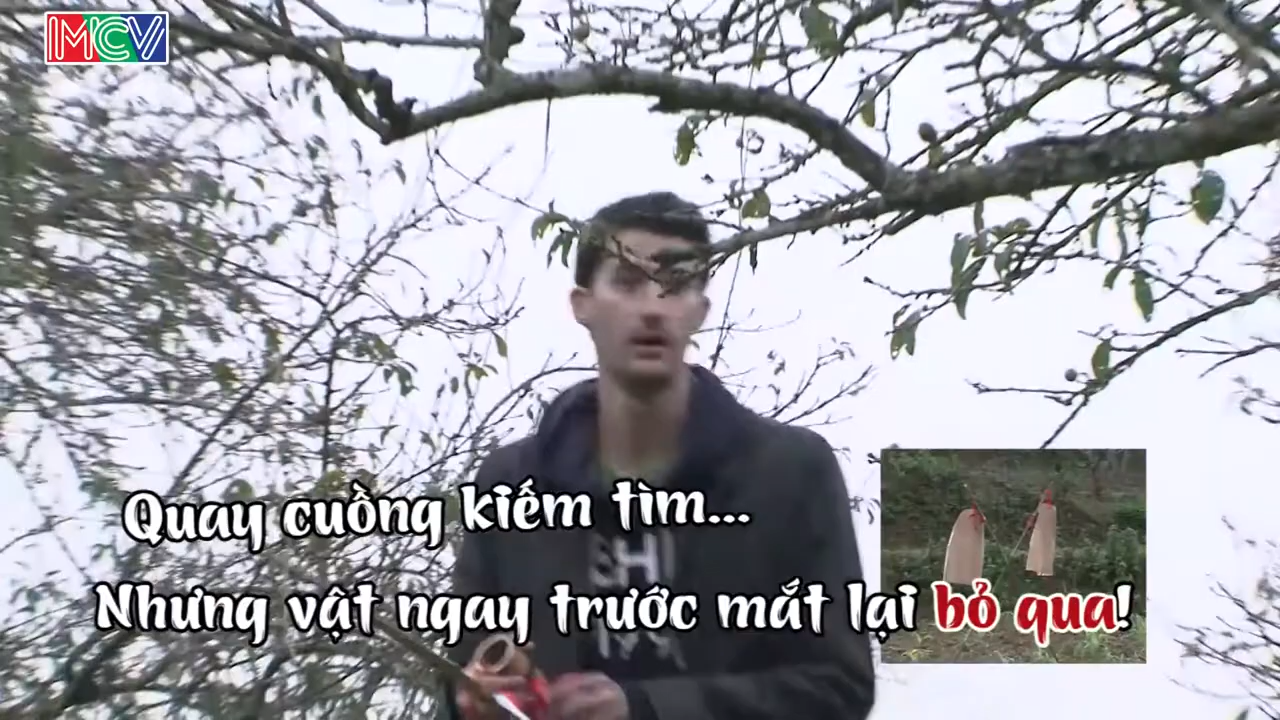 MCV
Quay cuồng kiếm tìm...
Nhưng vật ngay trước mắt lại bỏ qua!